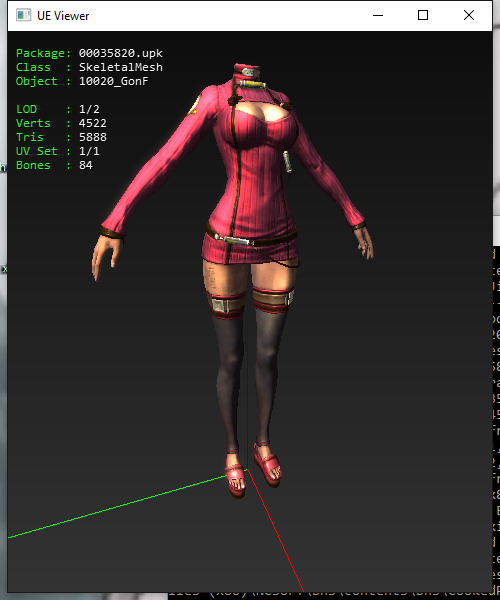 UE Viewer
Package: 00035820.upk
Class : SkeletalMesh
Object : 10020_GonF
LOD : 1/2
Verts : 4522
Tris : 5888
UV Set : 1/1
Bones : 84